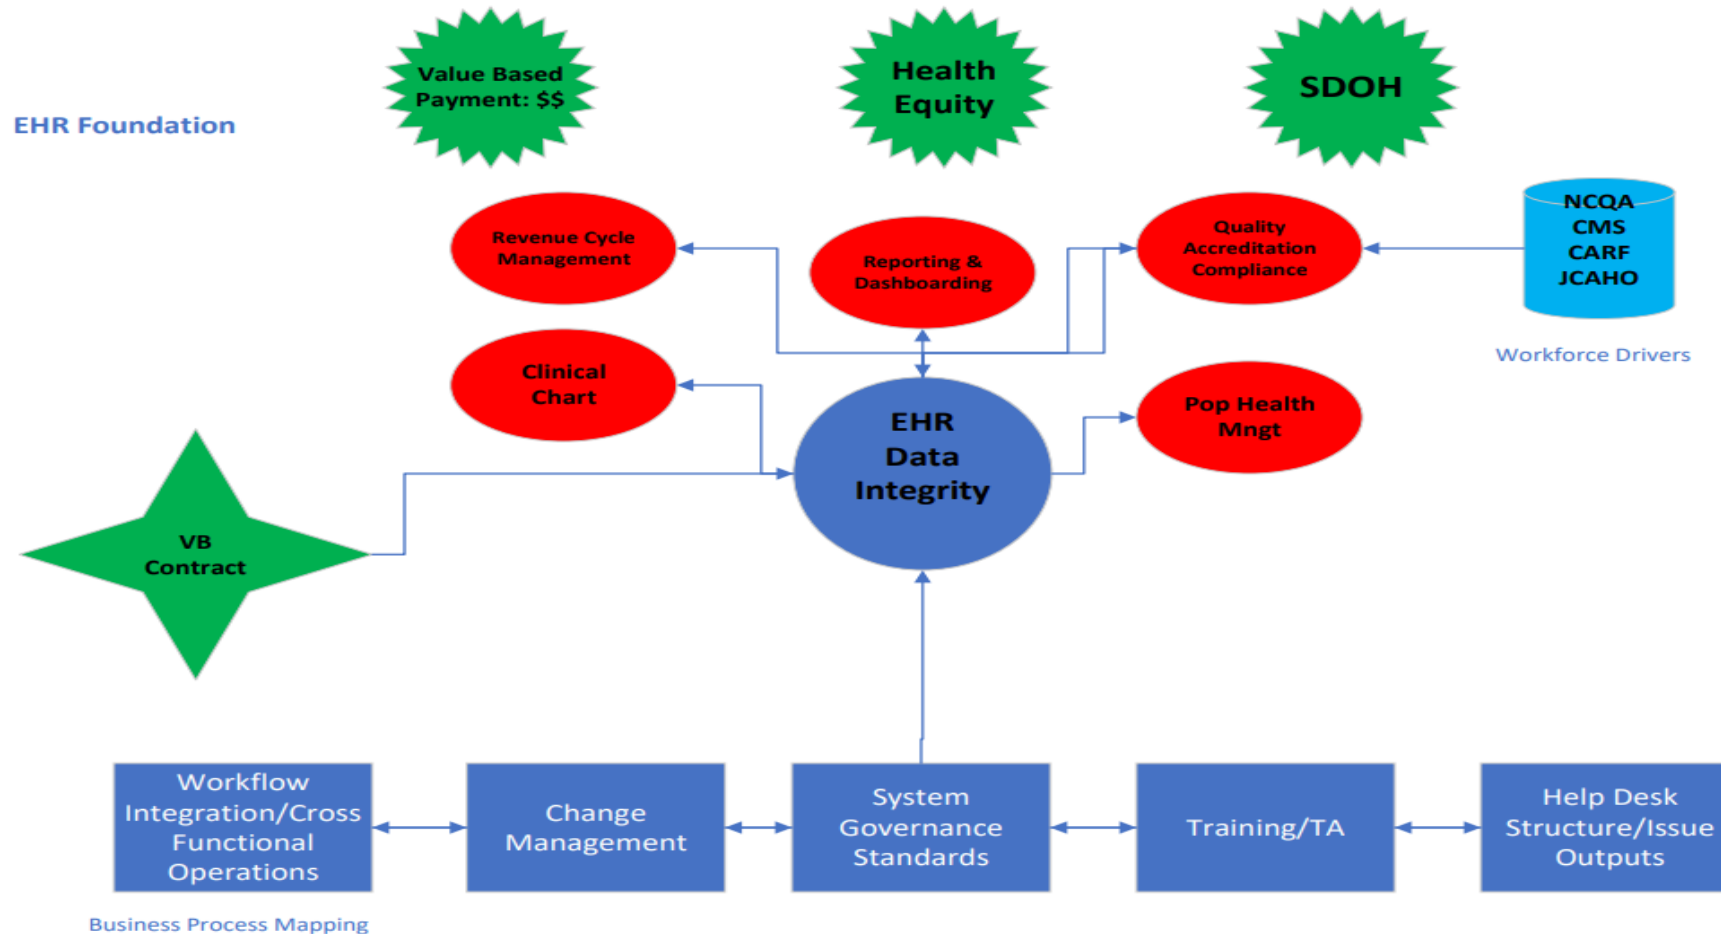 Value Based
Payment: $$
Health
Equity
SDOH
EHR Foundation
Revenue Cycle
Management
Reporting &
Dashboarding
Quality
Accreditation
Compliance
NCQA
CMS
CARF
JCAHO
Workforce Drivers
Clinical
Chart
EHR
Data
Integrity
Pop Health
Mngt
VB
Contract
Workflow
Integration/Cross
Functional
Operations
Change
Management
System
Governance
Standards
Training/TA
Help Desk
Structure/Issue
Outputs
Business Process Mapping